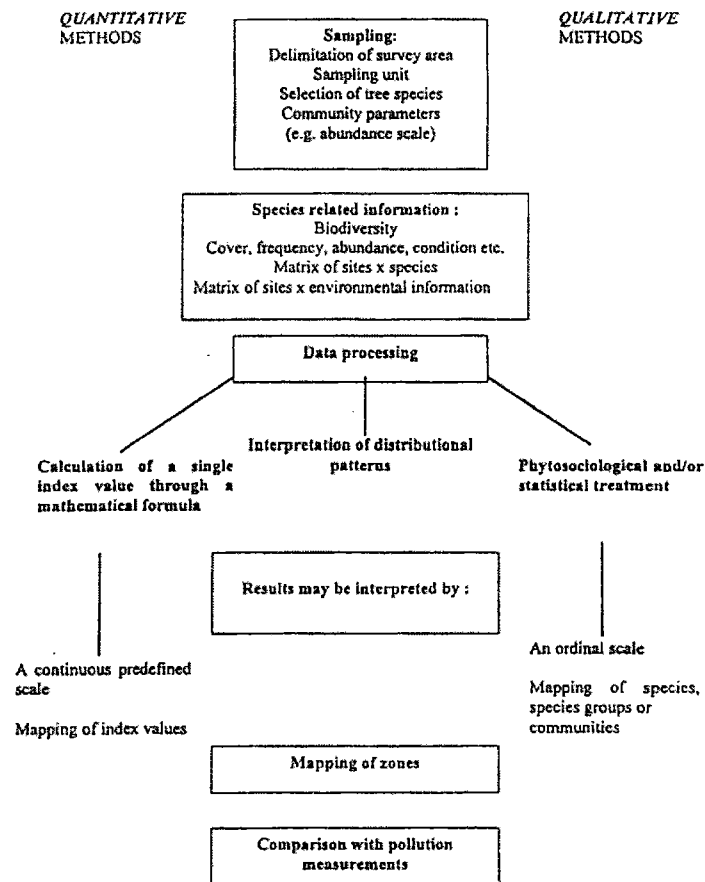 QUANTITATIVE
METHODS
QUALITATIVE
METHODS
Sampling:
Delimitation of survey area
Sampling unit
Selection of tree species
Community parameters
(e.g. abundance scale)
Species related information :
Biodiversity
Cover, frequency, abundance, condition etc.
Matrix of sites x species
Matrix of sites x environmental information
Data processing
Calculation of a single
index value through a
mathematical formula
Interpretation of distributional
patterns
Phytosociological and/or
statistical treatment
Results may be interpreted by :
A continuous predefined
scale
Mapping of index values
An ordinal scale
Mapping of species,
species groups or
communities
Mapping of zones
Comparison with pollution
measurements